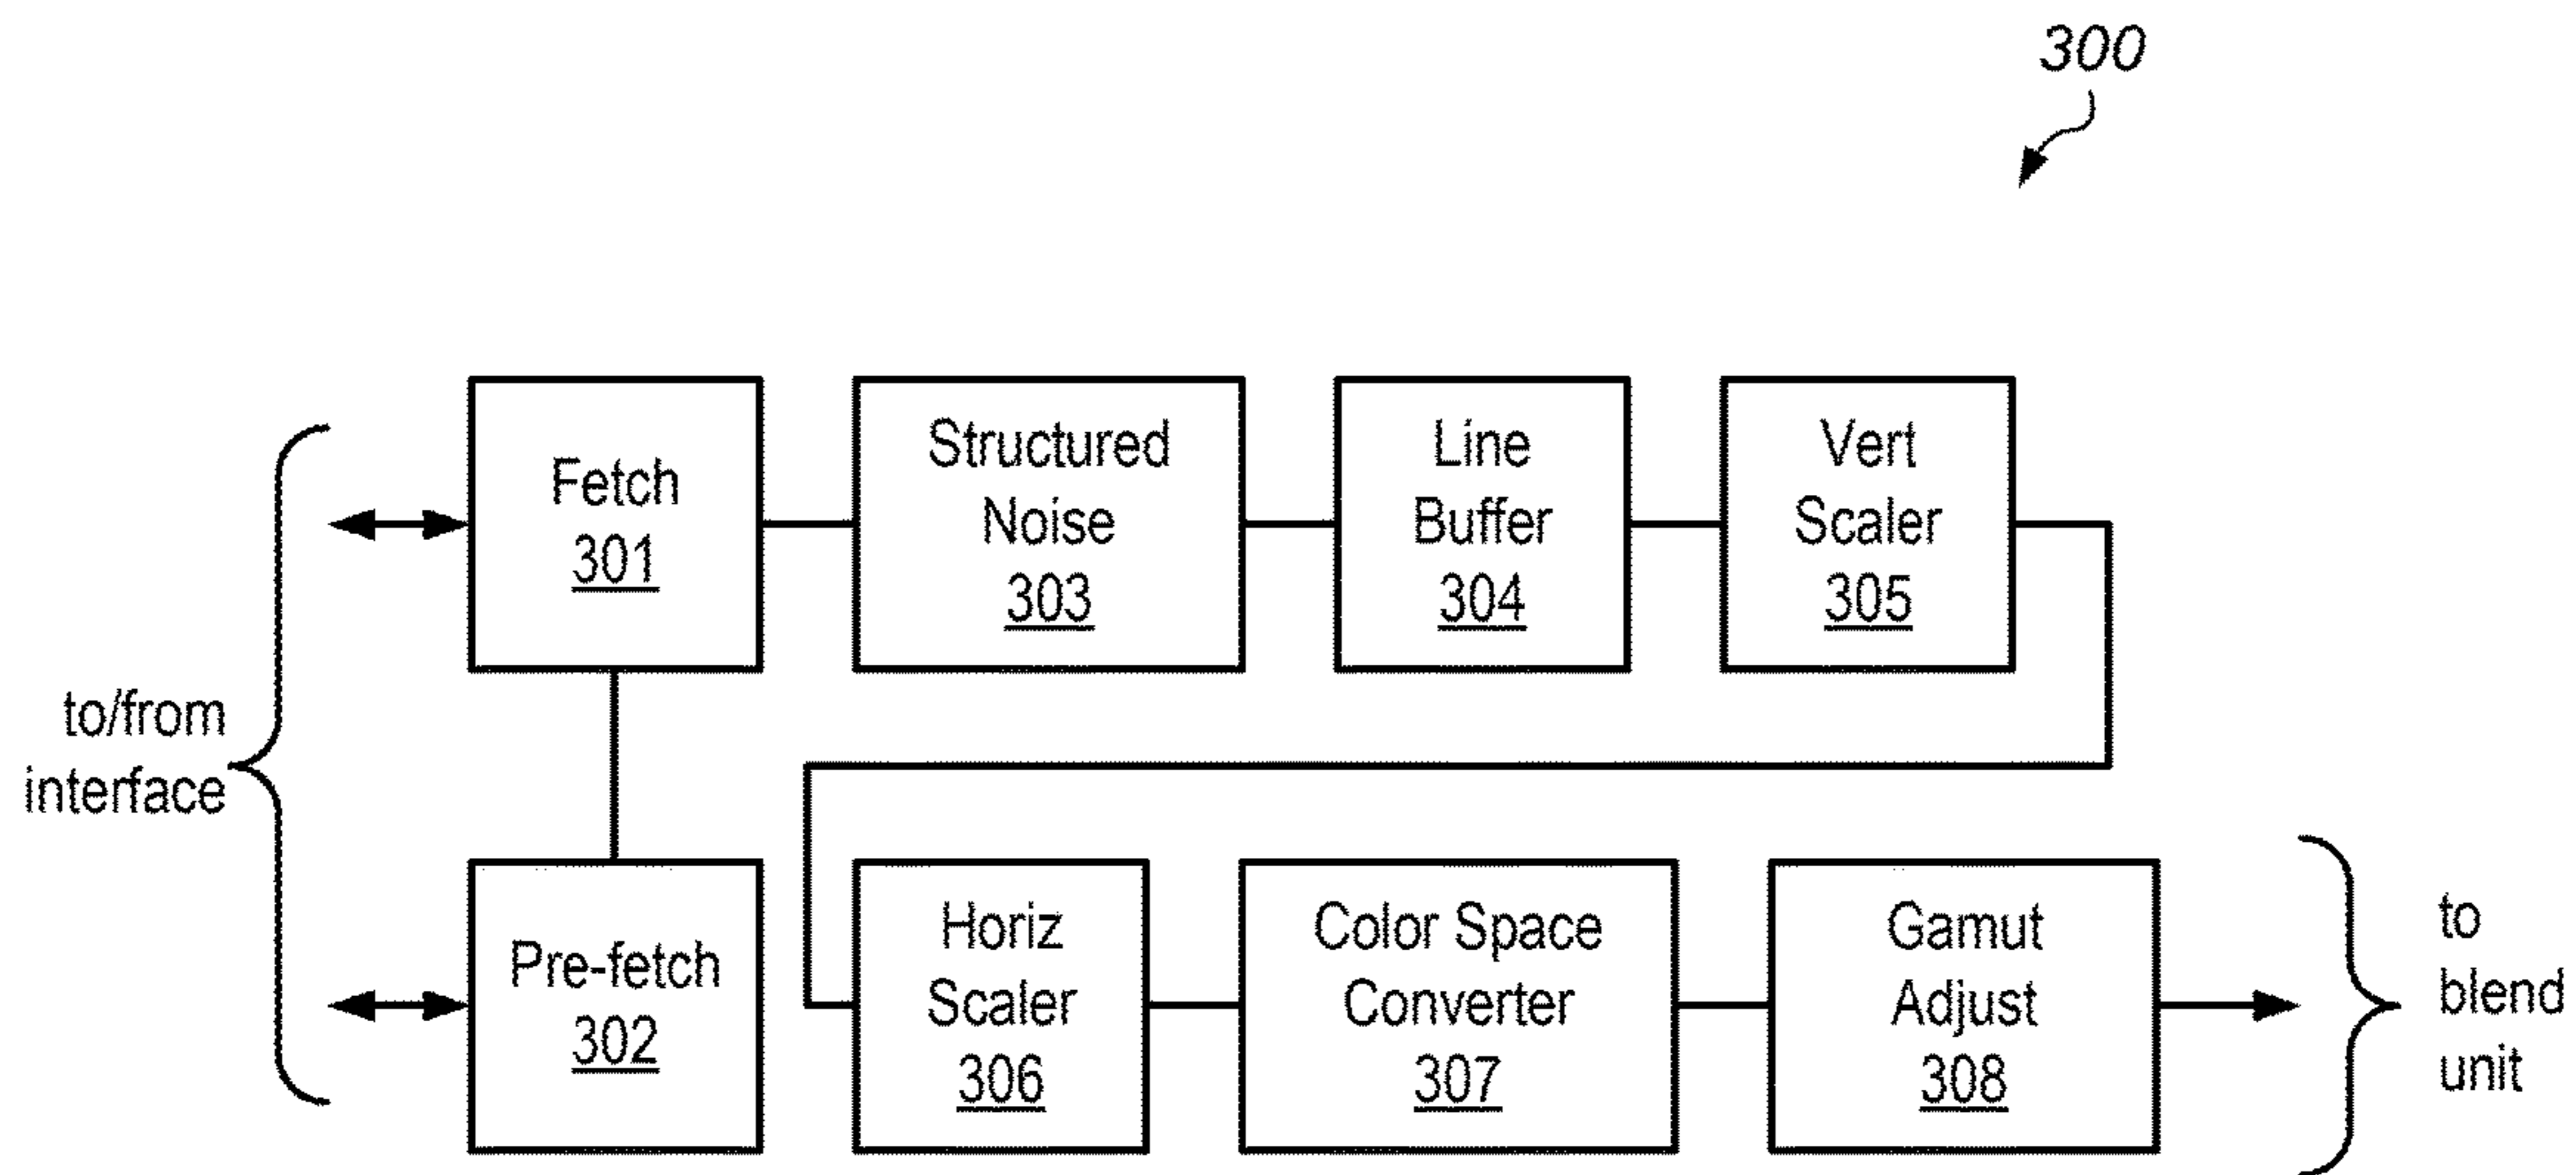 300
Fetch
301
Structured
Noise
303
Line
Buffer
304
Vert
Scaler
305
to/from
interface
Pre-fetch
302
Horiz
Scaler
306
Color Space
Converter
307
Gamut
Adjust
308
to
blend
unit